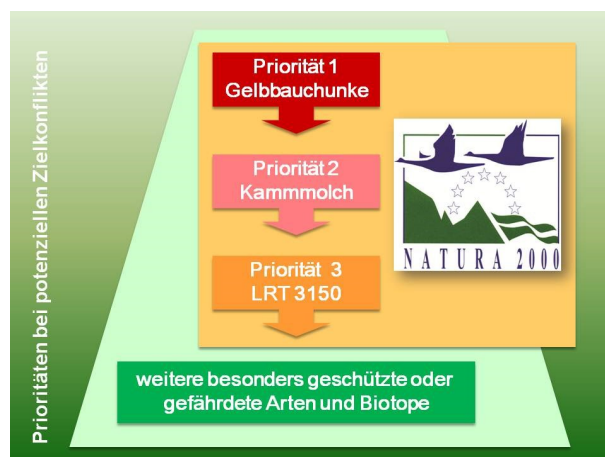 Prioritäten bei potenziellen Zielkonflikten
Priorität 1
Gelbbauchunke
Priorität 2
Kammmolch
Priorität 3
LRT 3150
NATURA 2000
weitere besonders geschützte oder
gefährdete Arten und Biotope